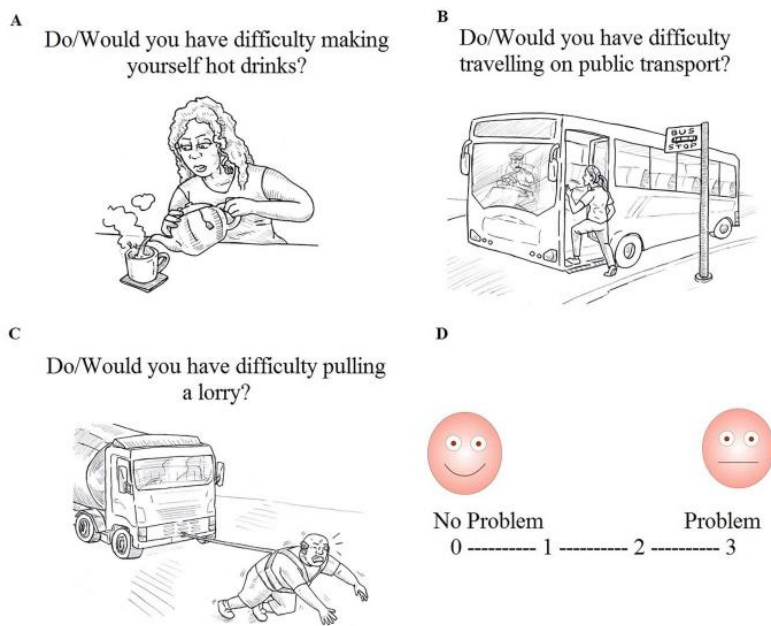 A
Do/Would you have difficulty making
yourself hot drinks?
B
Do/Would you have difficulty
travelling on public transport?
BUS
STOP
C
Do/Would you have difficulty pulling
a lorry?
D
No Problem
Problem
0 ---------- 1 ---------- 2 ---------- 3